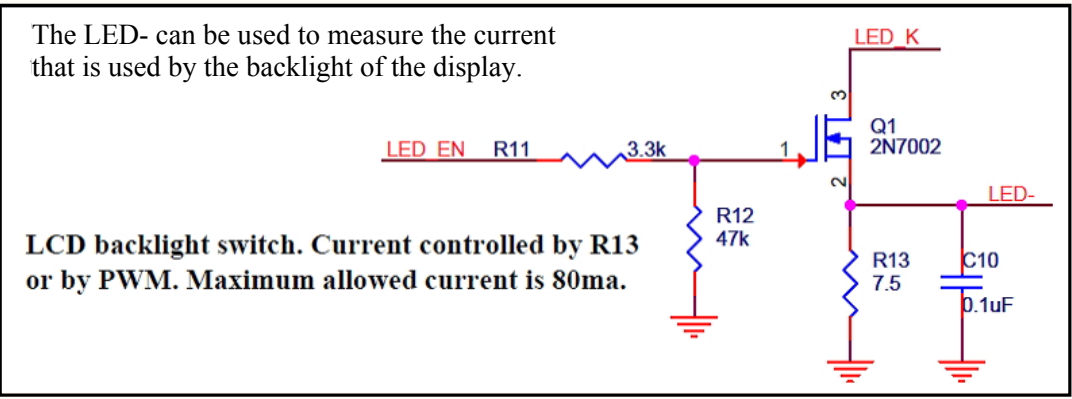 The LED- can be used to measure the current
that is used by the backlight of the display.
LED_K
3
Q1
2N7002
LED_EN R11 3.3k 1
2
LED-
R12
47k
LCD backlight switch. Current controlled by R13
or by PWM. Maximum allowed current is 80ma.
R13
7.5
C10
0.1uF